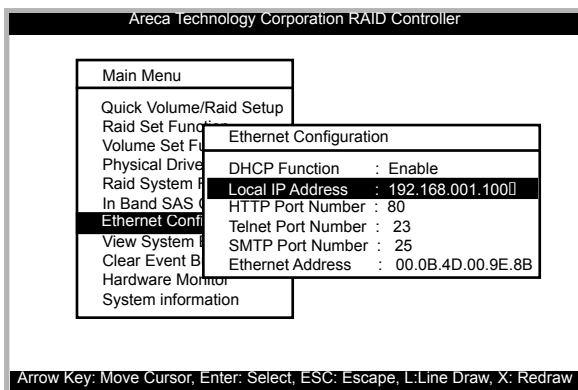 Areca Technology Corporation RAID Controller
Main Menu
Quick Volume/Raid Setup
Raid Set Function
Volume Set Fu
Physical Drive
Raid System F
In Band SAS
Ethernet Confi
View System E
Clear Event B
Hardware Monitor
System information
Ethernet Configuration
DHCP Function : Enable
Local IP Address : 192.168.001.100
HTTP Port Number : 80
Telnet Port Number : 23
SMTP Port Number : 25
Ethernet Address : 00.0B.4D.00.9E.8B
Arrow Key: Move Cursor, Enter: Select, ESC: Escape, L:Line Draw, X: Redraw